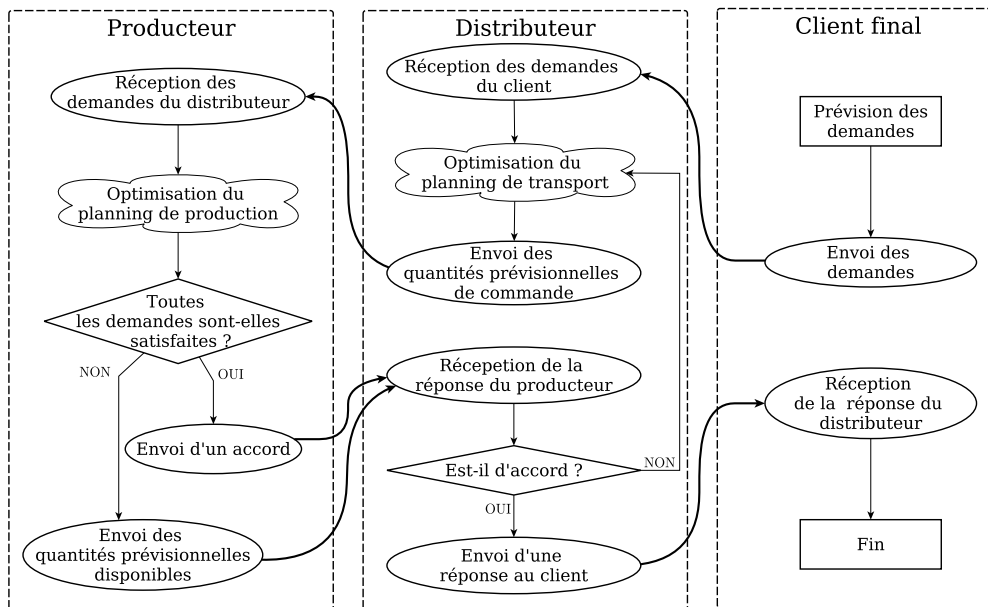 Producteur
Réception des
demandes du distributeur
Optimisation du
planning de production
Toutes
les demandes sont-elles
satisfaites ?
NON
OUI
Envoi d'un accord
Envoi des
quantités prévisionnelles
disponibles
Distributeur
Réception des demandes
du client
Optimisation du
planning de transport
Envoi des
quantités prévisionnelles
de commande
Récepetion de la
réponse du producteur
Est-il d'accord ?
NON
OUI
Envoi d'une
réponse au client
Client final
Prévision des
demandes
Envoi des
demandes
Réception
de la réponse du
distributeur
Fin